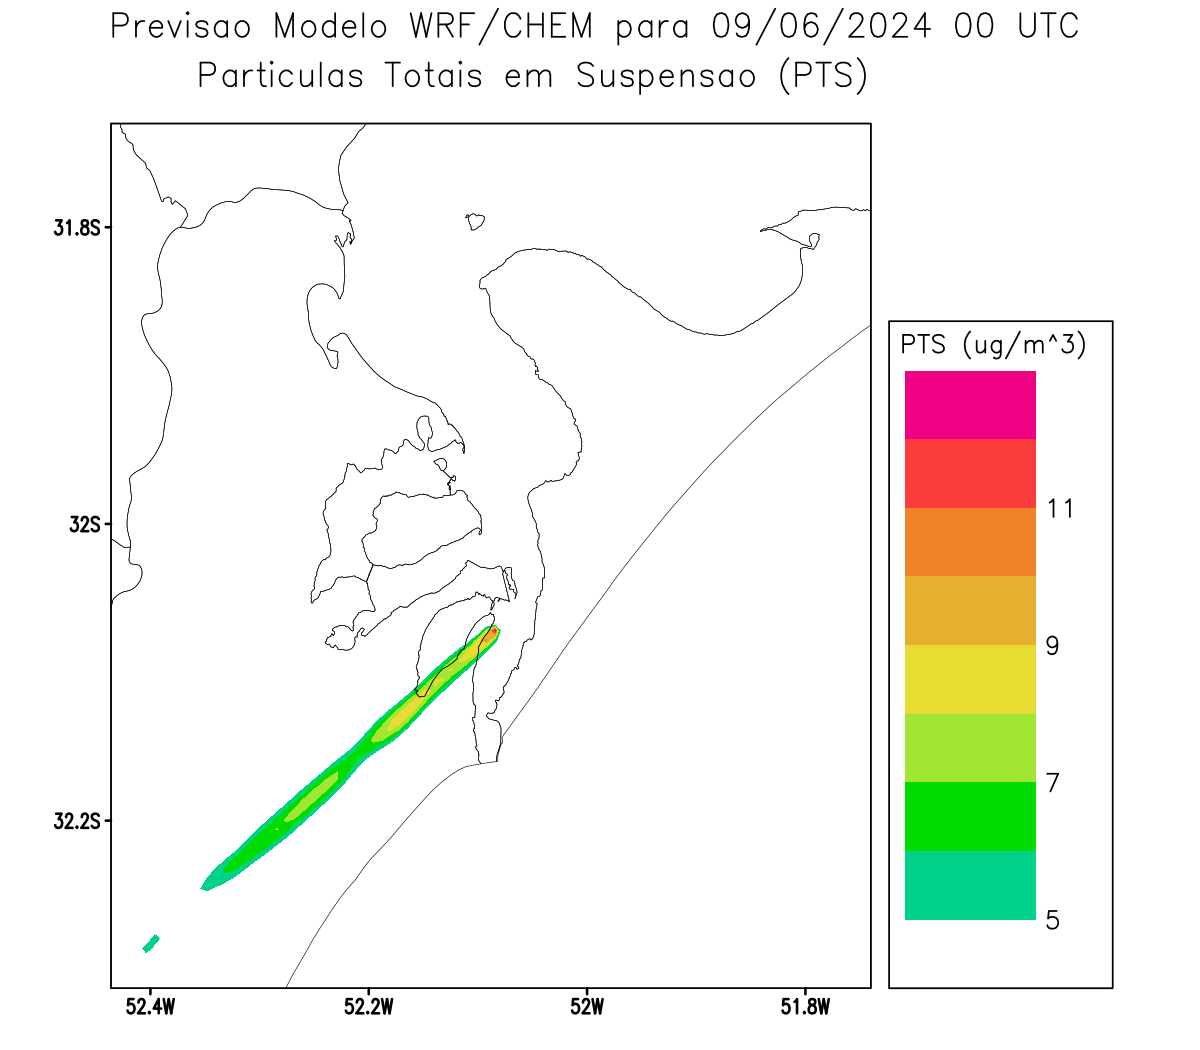 Previsao Modelo WRF/CHEM para 09/06/2024 00 UTC
Particulas Totais em Suspensao (PTS)
31.8S
32S
32.2S
52.4W
52.2W
52W
51.8W
PTS (ug/m^3)
11
9
7
5